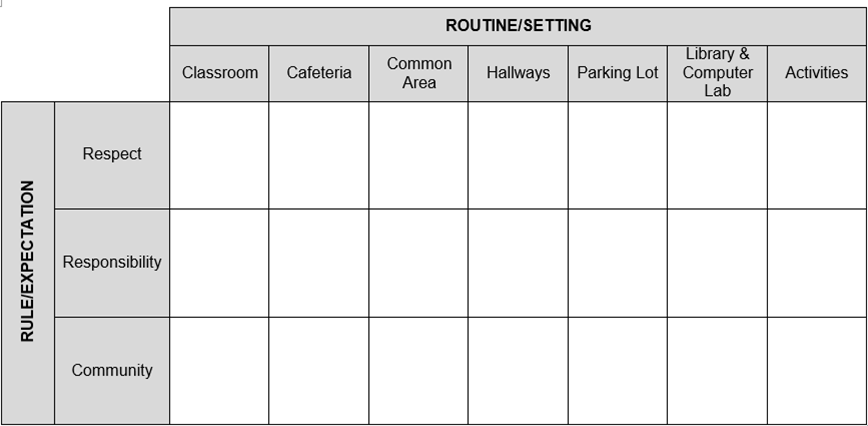 ROUTINE/SETTING
Classroom
Cafeteria
Common
Area
Hallways
Parking Lot
Library &
Computer
Lab
Activities
RULE/EXPECTATION
Respect
Responsibility
Community